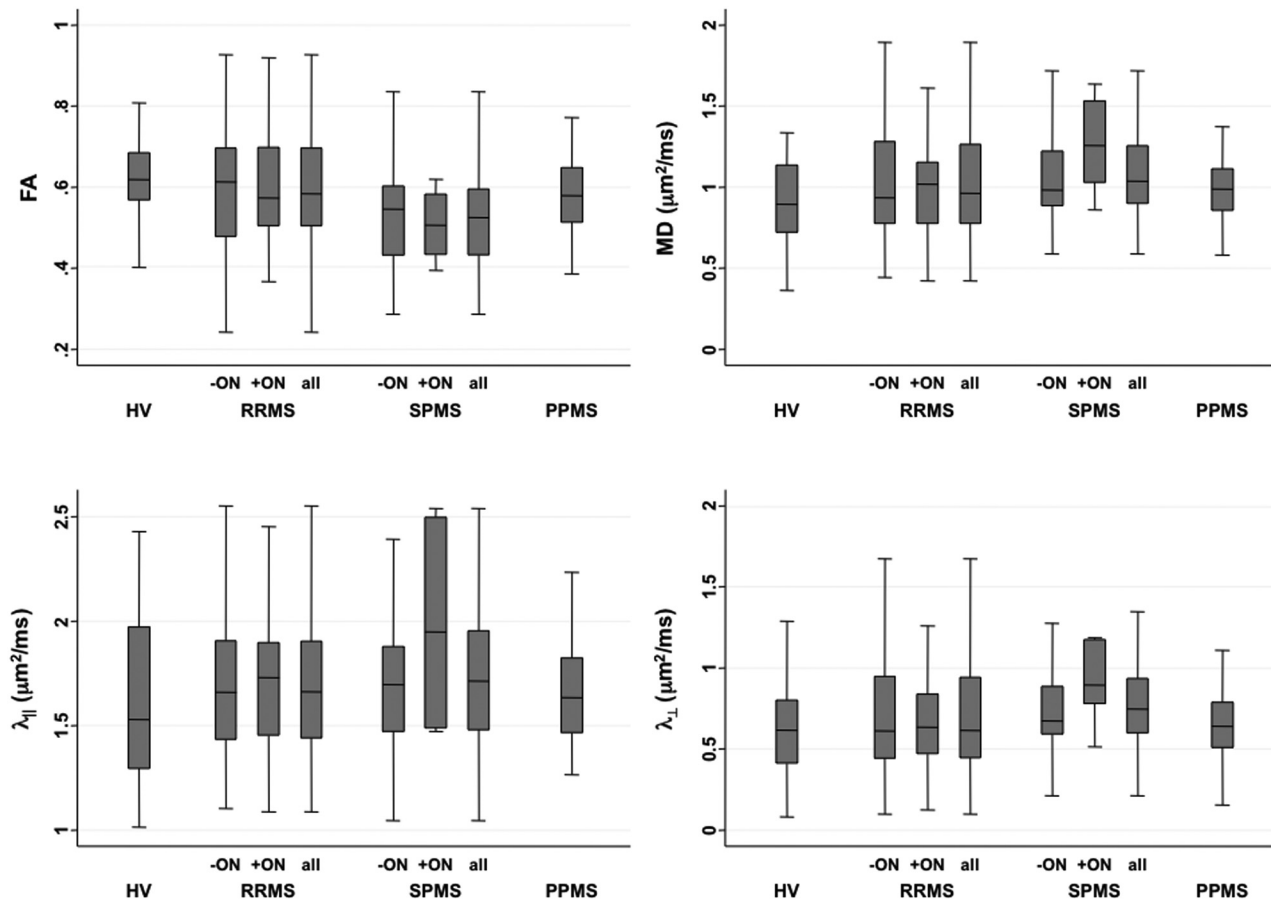 1
.8
.6
.4
.2
FA
-ON +ON all -ON +ON all
HV RRMS SPMS PPMS
2
1.5
1
0.5
0
MD (μm²/ms)
-ON +ON all -ON +ON all
HV RRMS SPMS PPMS
2.5
2
1.5
1
λ|| (μm²/ms)
-ON +ON all -ON +ON all
HV RRMS SPMS PPMS
2
1.5
1
0.5
0
λ⊥ (μm²/ms)
-ON +ON all -ON +ON all
HV RRMS SPMS PPMS